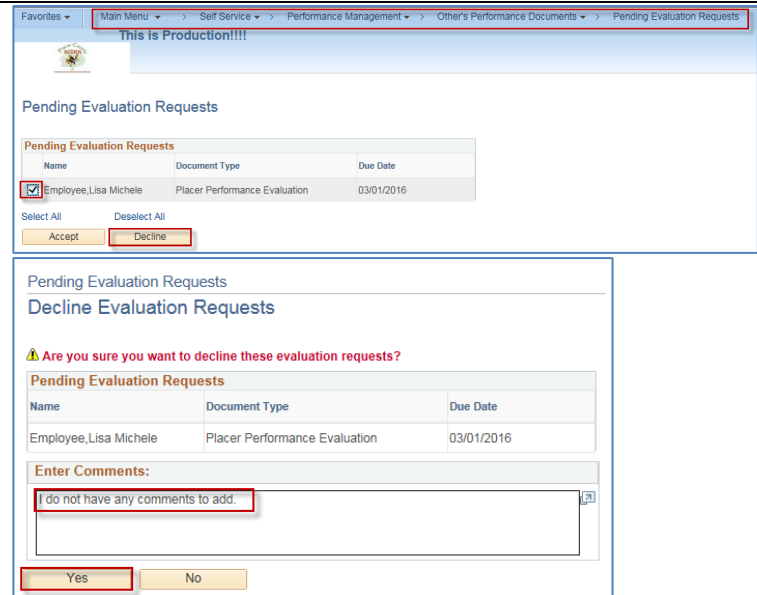 Favorites Main Menu > Self Service > Performance Management > Other's Performance Documents > Pending Evaluation Requests
This is Production!!!!
ACORN
Pending Evaluation Requests
Pending Evaluation Requests
Name Document Type Due Date
Employee,Lisa Michele Placer Performance Evaluation 03/01/2016
Select All Deselect All
Accept Decline
Pending Evaluation Requests
Decline Evaluation Requests
Are you sure you want to decline these evaluation requests?
Pending Evaluation Requests
Name Document Type Due Date
Employee,Lisa Michele Placer Performance Evaluation 03/01/2016
Enter Comments:
I do not have any comments to add.
Yes No